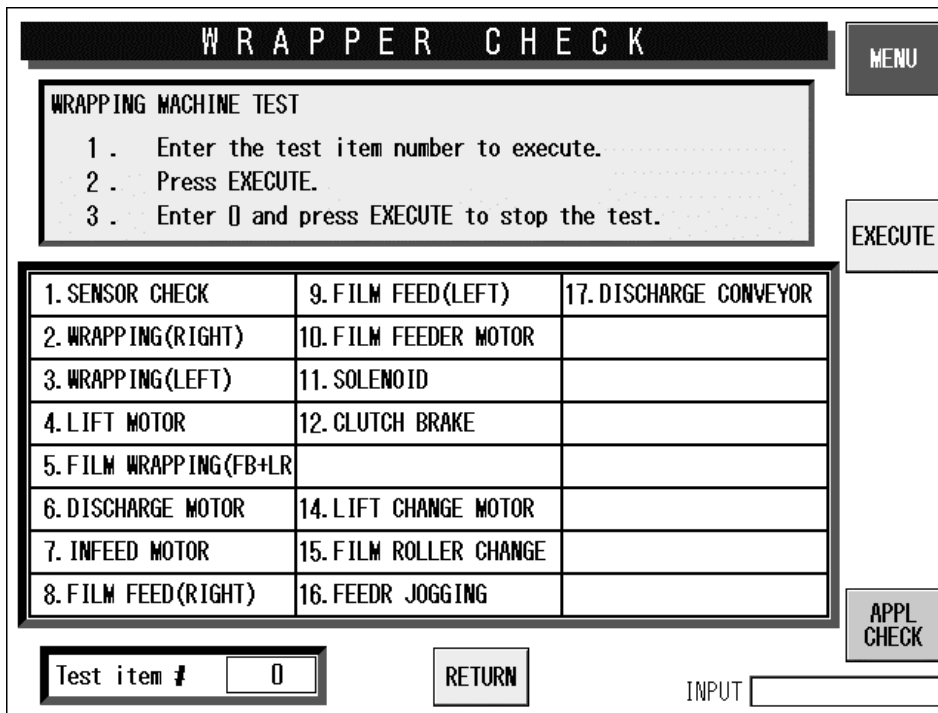 WRAPPER CHECK
MENU
WRAPPING MACHINE TEST
1. Enter the test item number to execute.
2. Press EXECUTE.
3. Enter 0 and press EXECUTE to stop the test.
EXECUTE
1. SENSOR CHECK 9. FILM FEED(LEFT) 17. DISCHARGE CONVEYOR
2. WRAPPING(RIGHT) 10. FILM FEEDER MOTOR
3. WRAPPING(LEFT) 11. SOLENOID
4. LIFT MOTOR 12. CLUTCH BRAKE
5. FILM WRAPPING(FB+LR
6. DISCHARGE MOTOR 14. LIFT CHANGE MOTOR
7. INFEED MOTOR 15. FILM ROLLER CHANGE
8. FILM FEED(RIGHT) 16. FEEDR JOGGING
APPL
CHECK
Test item # 0
RETURN
INPUT